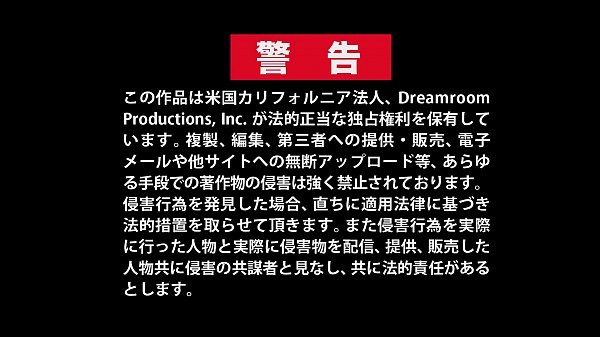 警 告
この作品は米国カリフォルニア法人、Dreamroom
Productions, Inc. が法的正当な独占権利を保有して
います。複製、編集、第三者への提供・販売、電子
メールや他サイトへの無断アップロード等、あらゆ
る手段での著作物の侵害は強く禁止されております。
侵害行為を発見した場合、直ちに適用法律に基づき
法的措置を取らせて頂きます。また侵害行為を実際
に行った人物と実際に侵害物を配信、提供、販売した
人物共に侵害の共謀者と見なし、共に法的責任がある
とします。